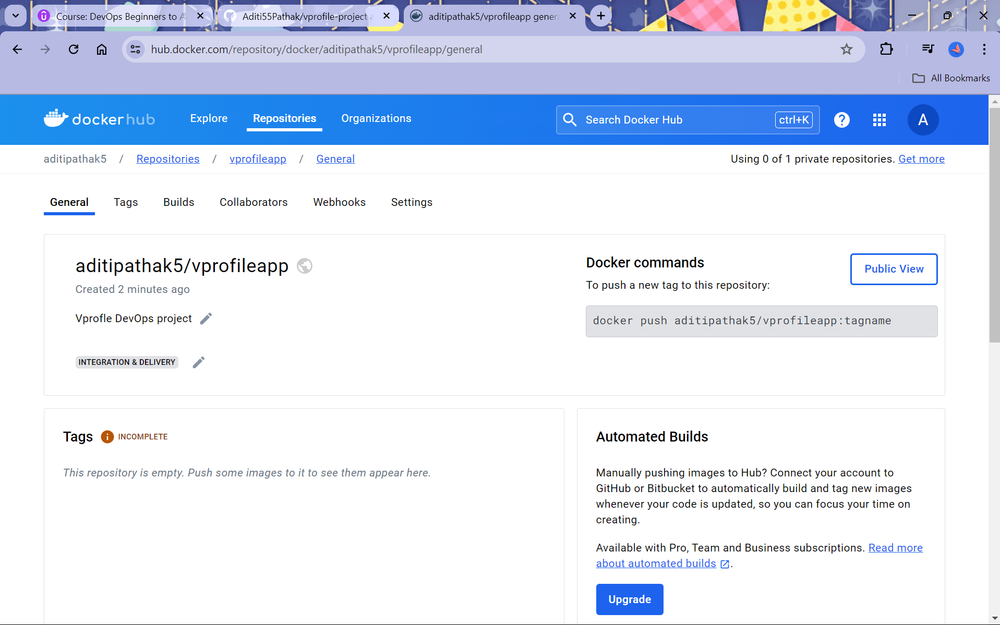 Course: DevOps Beginners to A
Aditi55Pathak/vprofile-project a
aditipathak5/vprofileapp genera
hub.docker.com/repository/docker/aditipathak5/vprofileapp/general
All Bookmarks
dockerhub
Explore
Repositories
Organizations
Search Docker Hub
ctrl+K
?
A
aditipathak5 / Repositories / vprofileapp / General
Using 0 of 1 private repositories. Get more
General
Tags
Builds
Collaborators
Webhooks
Settings
aditipathak5/vprofileapp
Created 2 minutes ago
Vprofle DevOps project
INTEGRATION & DELIVERY
Docker commands
Public View
To push a new tag to this repository:
docker push aditipathak5/vprofileapp:tagname
Tags
INCOMPLETE
This repository is empty. Push some images to it to see them appear here.
Automated Builds
Manually pushing images to Hub? Connect your account to
GitHub or Bitbucket to automatically build and tag new images
whenever your code is updated, so you can focus your time on
creating.
Available with Pro, Team and Business subscriptions. Read more
about automated builds .
Upgrade